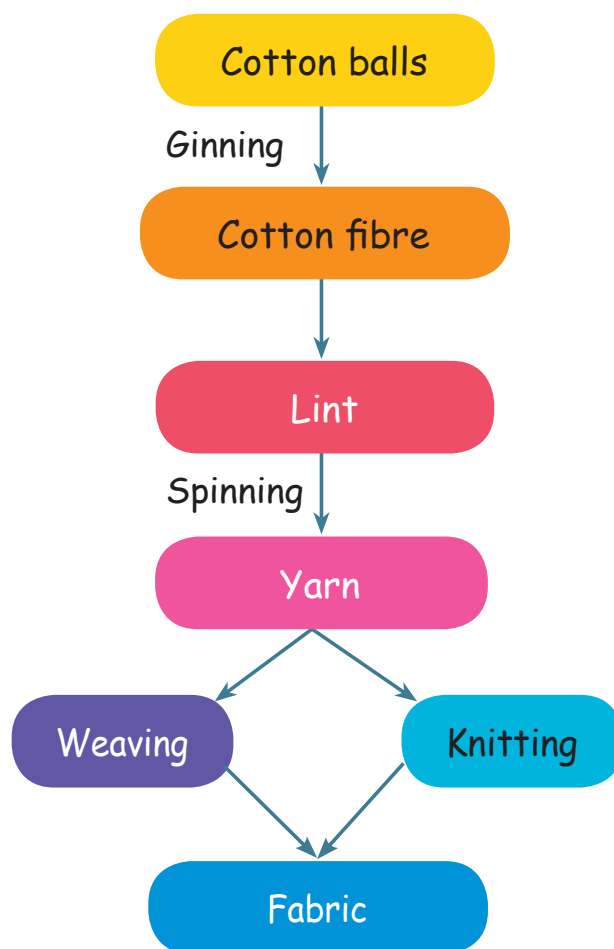 Cotton balls
Ginning
Cotton fibre
Lint
Spinning
Yarn
Weaving
Knitting
Fabric